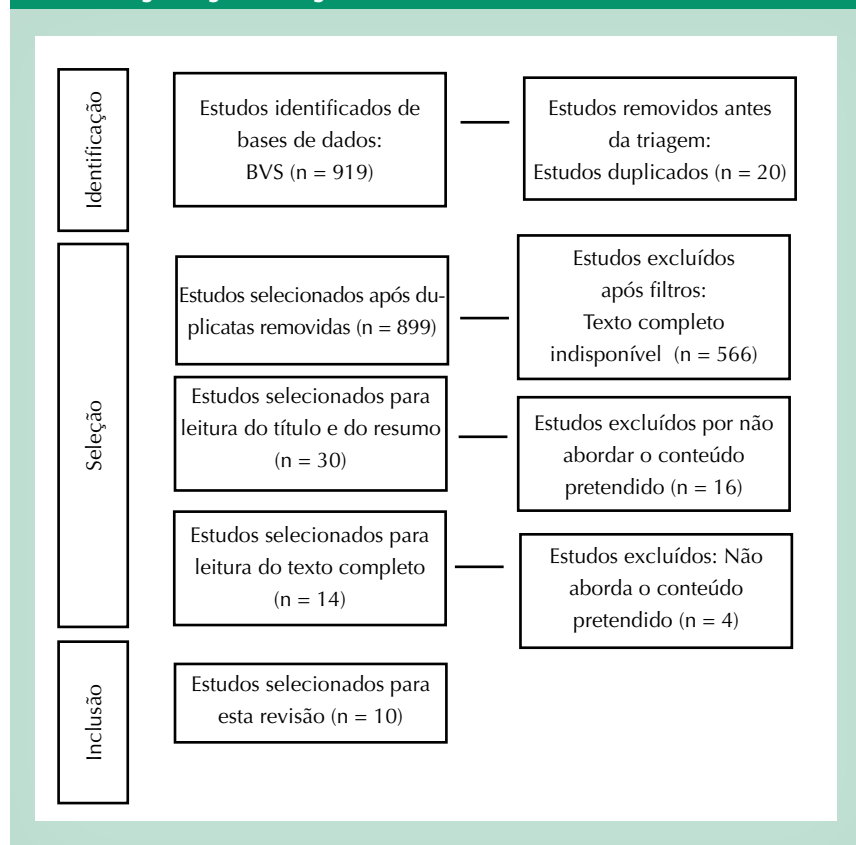 Identificação
Estudos identificados de
bases de dados:
BVS (n = 919)
Estudos removidos antes
da triagem:
Estudos duplicados (n = 20)
Seleção
Estudos selecionados após du-
plicatas removidas (n = 899)
Estudos excluídos
após filtros:
Texto completo
indisponível (n = 566)
Estudos selecionados para
leitura do título e do resumo
(n = 30)
Estudos excluídos por não
abordar o conteúdo
pretendido (n = 16)
Estudos selecionados para
leitura do texto completo
(n = 14)
Estudos excluídos: Não
aborda o conteúdo
pretendido (n = 4)
Inclusão
Estudos selecionados para
esta revisão (n = 10)